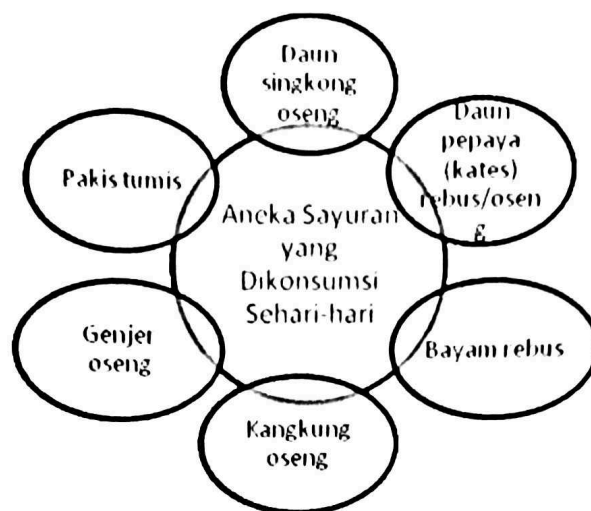 Daun
singkong
oseng
Daun
pepaya
(kates)
rebus/osen
g
Pakis tumis
Aneka Sayuran
yang
Dikonsumsi
Sehari-hari
Genjer
oseng
Bayam rebus
Kangkung
oseng